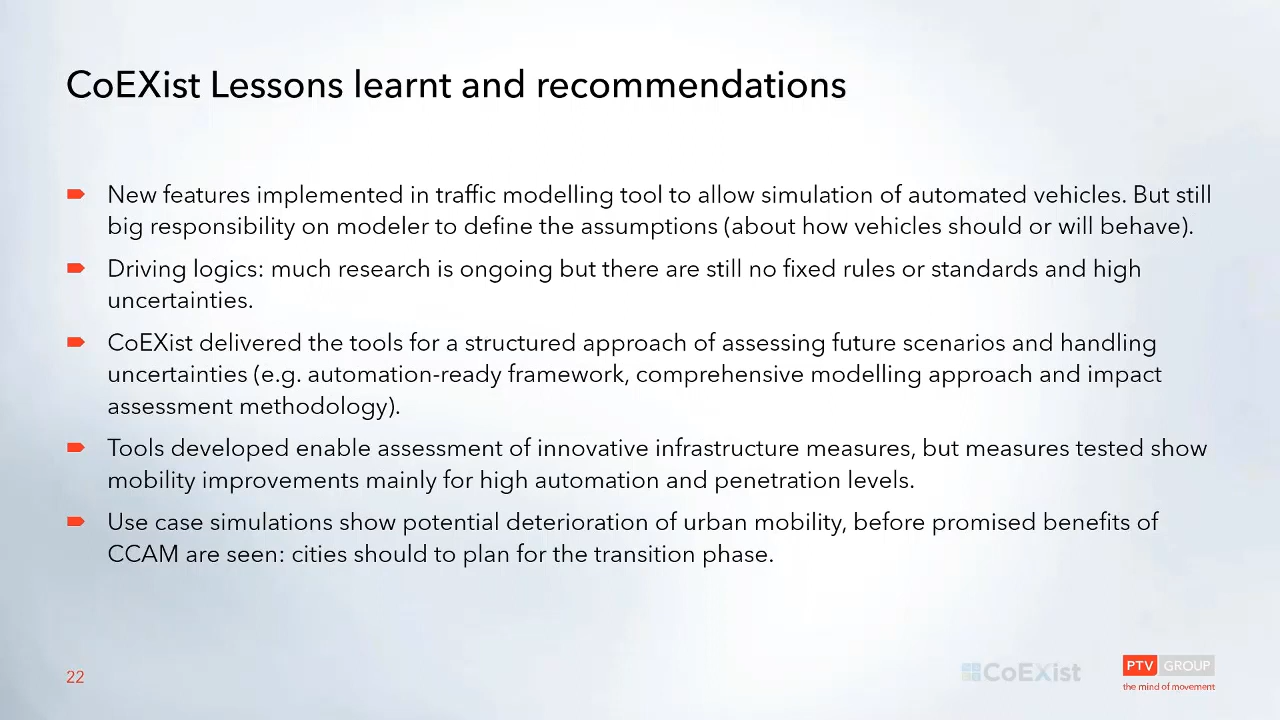 CoEXist Lessons learnt and recommendations
New features implemented in traffic modelling tool to allow simulation of automated vehicles. But still
big responsibility on modeler to define the assumptions (about how vehicles should or will behave).
Driving logics: much research is ongoing but there are still no fixed rules or standards and high
uncertainties.
CoEXist delivered the tools for a structured approach of assessing future scenarios and handling
uncertainties (e.g. automation-ready framework, comprehensive modelling approach and impact
assessment methodology).
Tools developed enable assessment of innovative infrastructure measures, but measures tested show
mobility improvements mainly for high automation and penetration levels.
Use case simulations show potential deterioration of urban mobility, before promised benefits of
CCAM are seen: cities should to plan for the transition phase.
22
CoEXist
PTV GROUP
the mind of movement